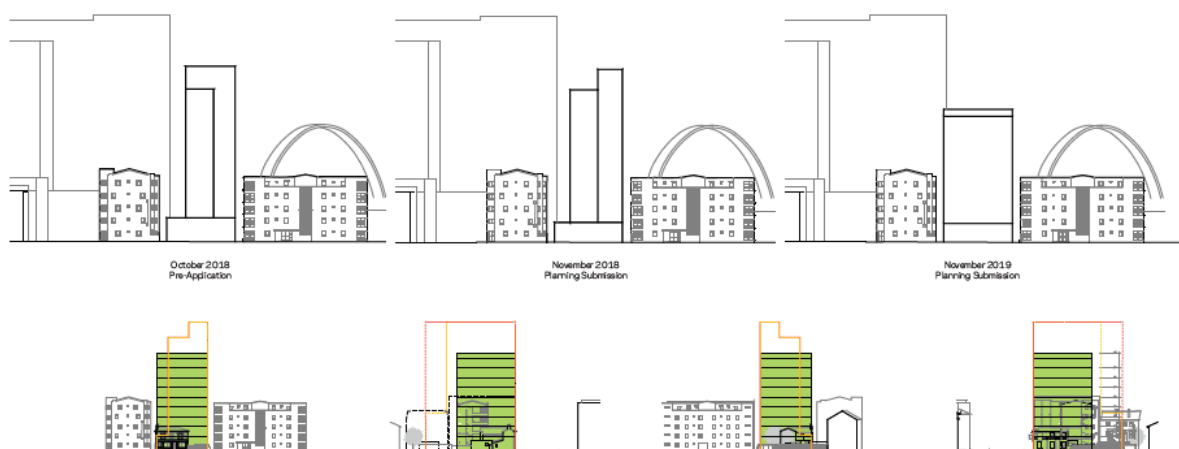 October 2018
Pre-Application
November 2018
Planning Submission
November 2019
Planning Submission